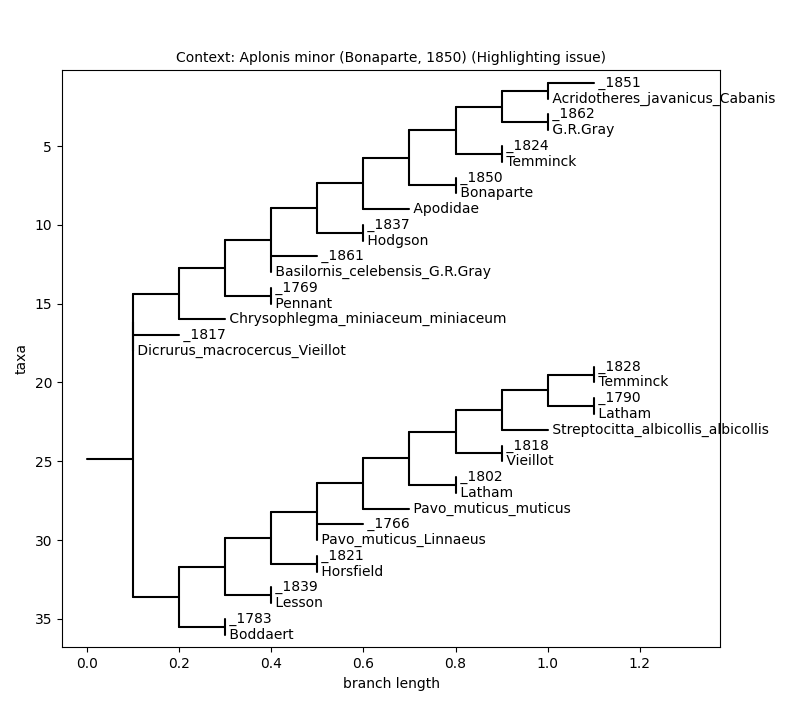 Context: Aplonis minor (Bonaparte, 1850) (Highlighting issue)
_1851
Acridotheres_javanicus_Cabanis
_1862
G.R.Gray
_1824
Temminck
_1850
Bonaparte
Apodidae
_1837
Hodgson
_1861
Basilornis_celebensis_G.R.Gray
_1769
Pennant
Chrysophlegma_miniaceum_miniaceum
_1817
Dicrurus_macrocercus_Vieillot
_1828
Temminck
_1790
Latham
Streptocitta_albicollis_albicollis
_1818
Vieillot
_1802
Latham
Pavo_muticus_muticus
_1766
Pavo_muticus_Linnaeus
_1821
Horsfield
_1839
Lesson
_1783
Boddaert
5
10
15
20
25
30
35
taxa
0.0 0.2 0.4 0.6 0.8 1.0 1.2
branch length